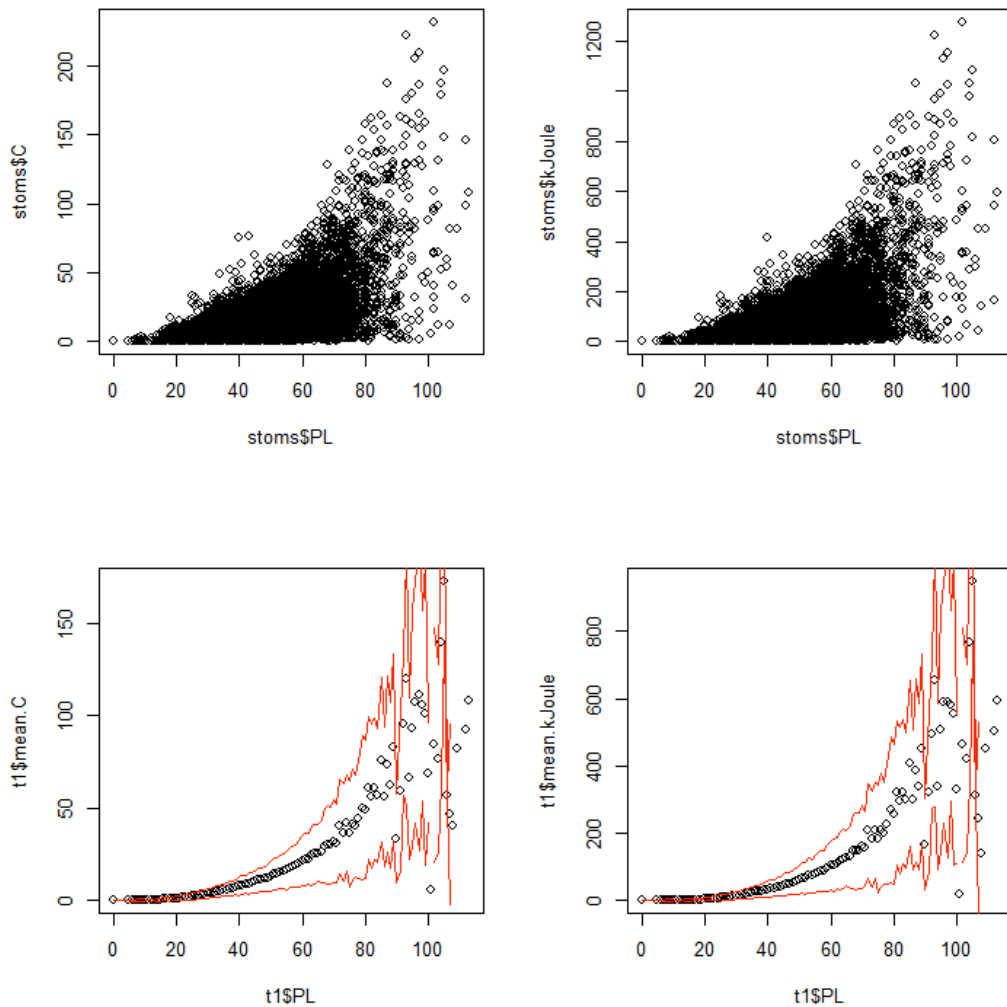 stoms$C
0 50 100 150 200
0 20 40 60 80 100
stoms$PL
stoms$kJoule
0 200 400 600 800 1200
0 20 40 60 80 100
stoms$PL
t1$mean.C
0 50 100 150
0 20 40 60 80 100
t1$PL
t1$mean.kJoule
0 200 400 600 800
0 20 40 60 80 100
t1$PL